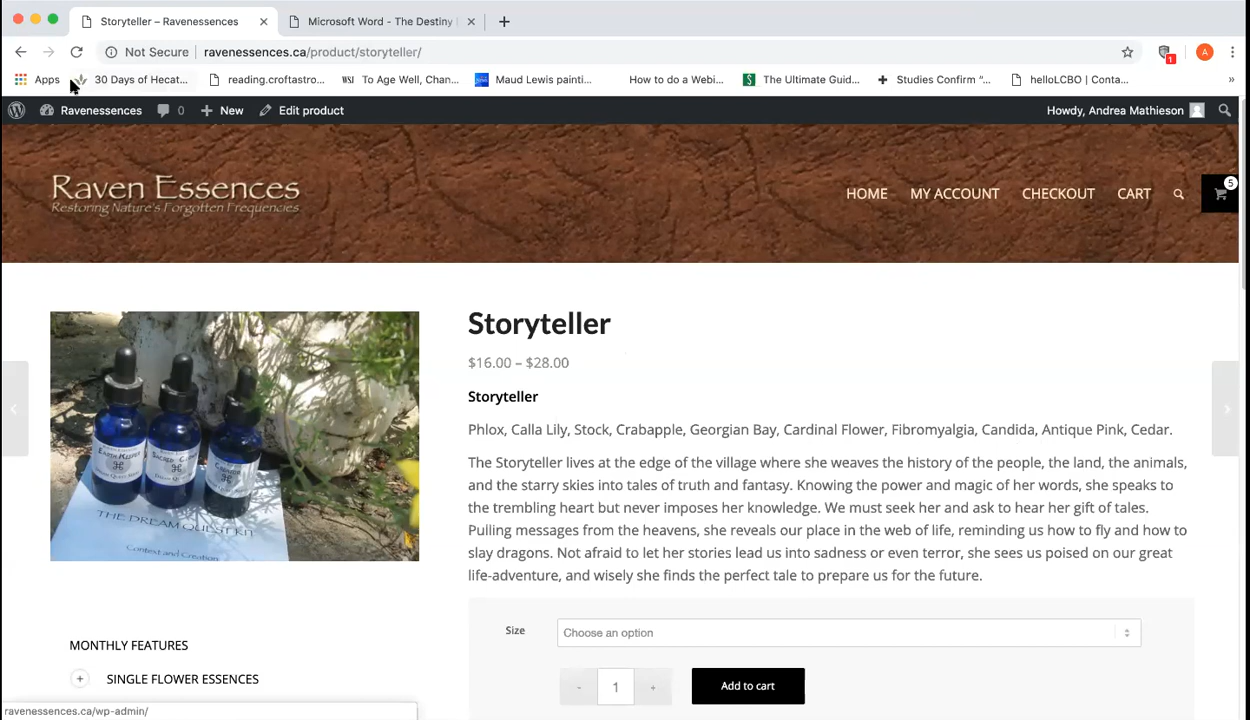 Storyteller – Ravenessences
Microsoft Word - The Destiny
Not Secure ravenessences.ca/product/storyteller/
A
1
Apps
30 Days of Hecat...
reading.croftastro...
WSI To Age Well, Chan...
Maud Lewis painti...
How to do a Webi...
S The Ultimate Guid...
Studies Confirm “...
helloLCBO | Conta...
»
Ravenessences 0 + New Edit product
Howdy, Andrea Mathieson
Raven Essences
Restoring Nature's Forgotten Frequencies
HOME MY ACCOUNT CHECKOUT CART
5
Storyteller
$16.00 – $28.00
Storyteller
Phlox, Calla Lily, Stock, Crabapple, Georgian Bay, Cardinal Flower, Fibromyalgia, Candida, Antique Pink, Cedar.
The Storyteller lives at the edge of the village where she weaves the history of the people, the land, the animals,
and the starry skies into tales of truth and fantasy. Knowing the power and magic of her words, she speaks to
the trembling heart but never imposes her knowledge. We must seek her and ask to hear her gift of tales.
Pulling messages from the heavens, she reveals our place in the web of life, reminding us how to fly and how to
slay dragons. Not afraid to let her stories lead us into sadness or even terror, she sees us poised on our great
life-adventure, and wisely she finds the perfect tale to prepare us for the future.
EARTH KEEPER
THE DREAM QUEST KIT
Context and Creation
Size Choose an option
- 1 + Add to cart
MONTHLY FEATURES
+ SINGLE FLOWER ESSENCES
ravenessences.ca/wp-admin/